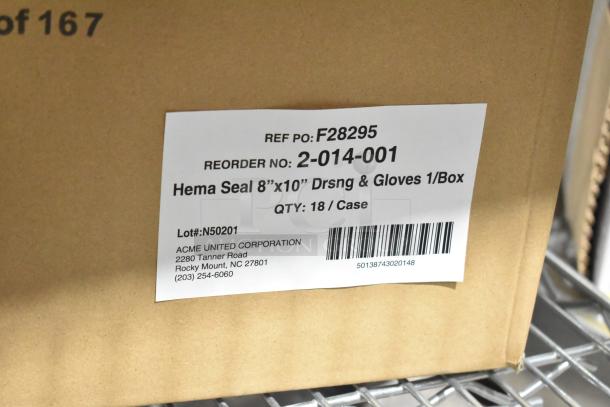 of 167
REF PO: F28295
REORDER NO: 2-014-001
Hema Seal 8"x10" Drsng & Gloves 1/Box
QTY: 18 / Case
Lot#:N50201
ACME UNITED CORPORATION
2280 Tanner Road
Rocky Mount, NC 27801
(203) 254-6060
50138743020148